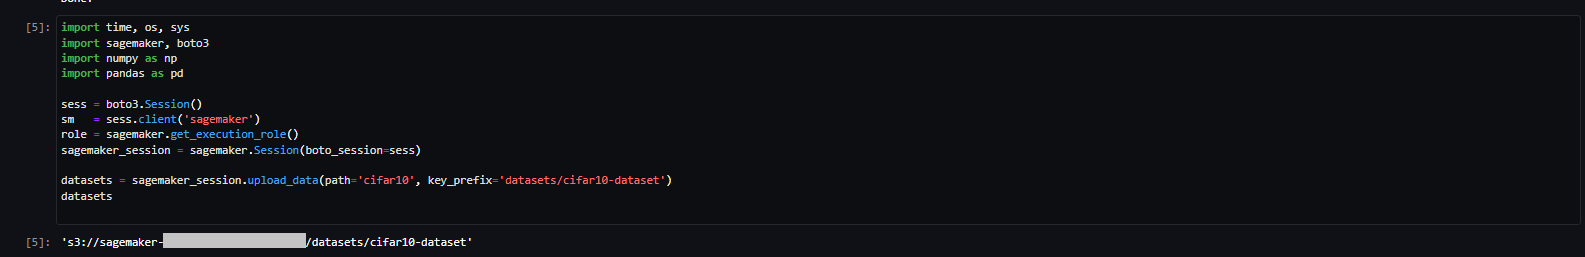 Done.
[5]: import time, os, sys
import sagemaker, boto3
import numpy as np
import pandas as pd
sess = boto3.Session()
sm   = sess.client('sagemaker')
role = sagemaker.get_execution_role()
sagemaker_session = sagemaker.Session(boto_session=sess)
datasets = sagemaker_session.upload_data(path='cifar10', key_prefix='datasets/cifar10-dataset')
datasets
[5]: 's3://sagemaker-/datasets/cifar10-dataset'